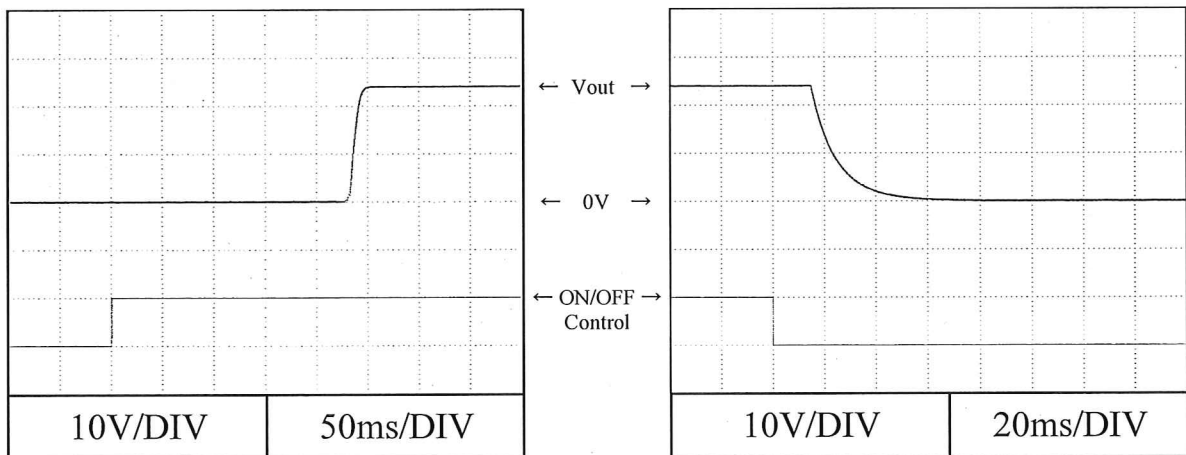 ← Vout →
← 0V →
← ON/OFF →
Control
10V/DIV
50ms/DIV
10V/DIV
20ms/DIV